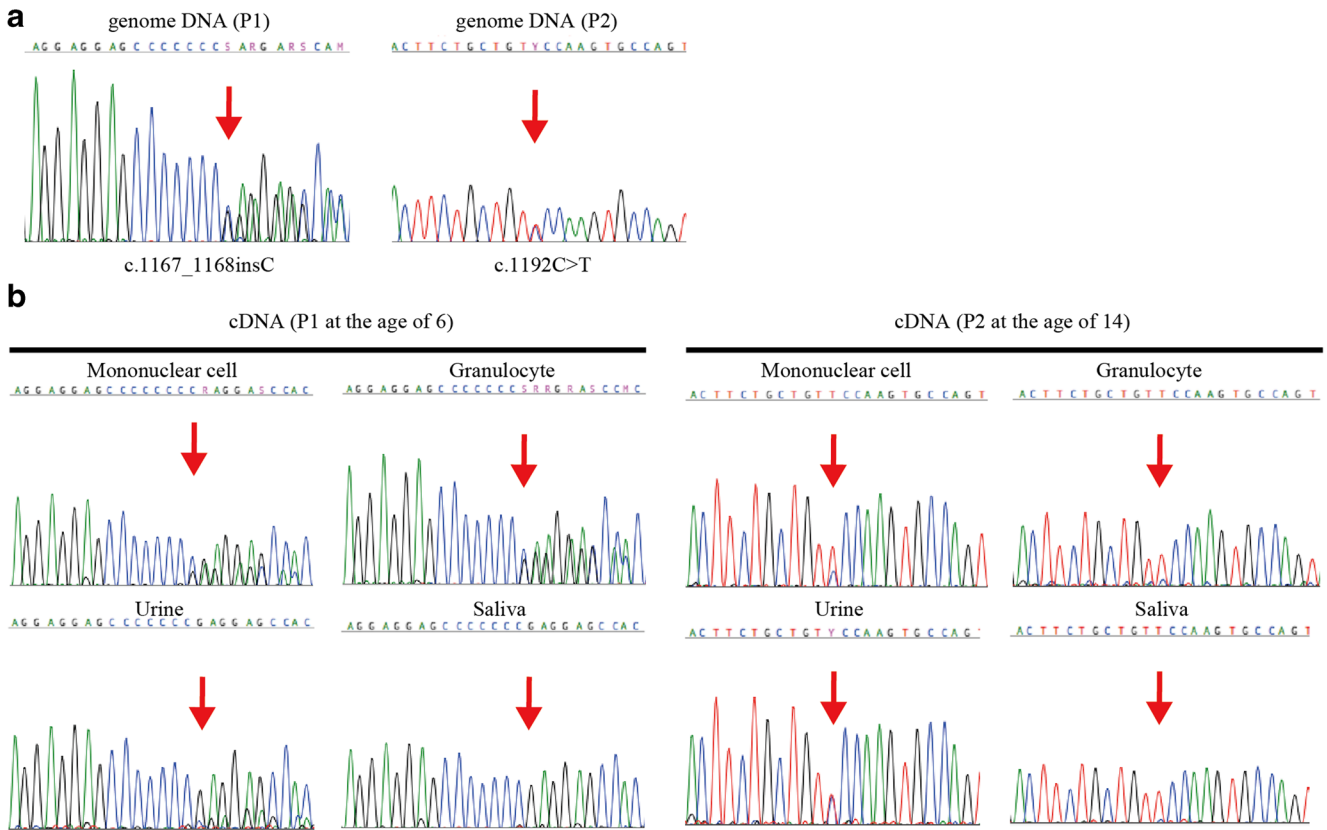 a
genome DNA (P1)
genome DNA (P2)
AGGAGGAGCCCCCCCSARGARSCAM
ACTTCTGCTGTYCCAAGTGCCAGT
c.1167_1168insC
c.1192C>T
b
cDNA (P1 at the age of 6)
cDNA (P2 at the age of 14)
Mononuclear cell
Granulocyte
Mononuclear cell
Granulocyte
AGGAGGAGCCCCCCCCRAGGASCCAC
AGGAGGAGCCCCCCCSRRGRASCCMC
ACTTCTGCTGTTCCAAGTGCCAGT
ACTTCTGCTGTTCCAAGTGCCAGT
Urine
Saliva
Urine
Saliva
AGGAGGAGCCCCCCCGAGGAGCCAC
AGGAGGAGCCCCCCCGAGGAGCCAC
ACTTCTGCTGTYCCAAGTGCCAG
ACTTCTGCTGTTCCAAGTGCCAGT